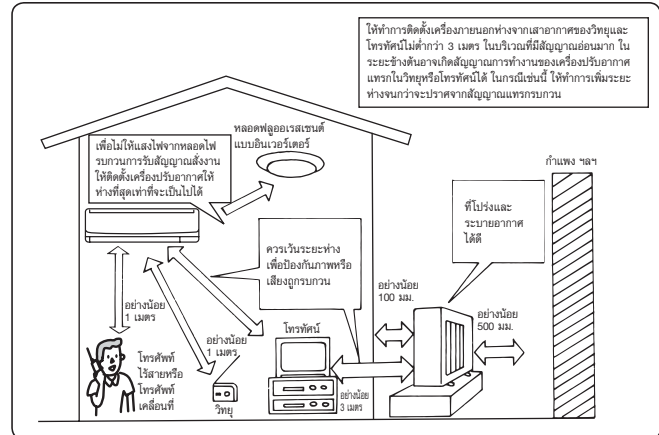 ให้ทำการติดตั้งเครื่องภายนอกห่างจากเสาอากาศของวิทยุและ
โทรทัศน์ไม่ต่ำกว่า 3 เมตร ในบริเวณที่มีสัญญาณอ่อนมาก ใน
ระยะข้างต้นอาจเกิดสัญญาณการทำงานของเครื่องปรับอากาศ
แทรกในวิทยุหรือโทรทัศน์ได้ ในกรณีเช่นนี้ ให้ทำการเพิ่มระยะ
ห่างจนกว่าจะปราศจากสัญญาณแทรกรบกวน
หลอดฟลูออเรสเซนต์
แบบอินเวอร์เตอร์
เพื่อไม่ให้แสงไฟจากหลอดไฟ
รบกวนการรับสัญญาณสั่งงาน
ให้ติดตั้งเครื่องปรับอากาศให้
ห่างที่สุดเท่าที่จะเป็นไปได้
กำแพง ฯลฯ
ที่โปร่งและ
ระบายอากาศ
ได้ดี
ควรเว้นระยะห่าง
เพื่อป้องกันภาพหรือ
เสียงถูกรบกวน
อย่างน้อย
100 มม.
อย่างน้อย
500 มม.
อย่างน้อย
1 เมตร
อย่างน้อย
1 เมตร
โทรทัศน์
โทรศัพท์
ไร้สายหรือ
โทรศัพท์
เคลื่อนที่
วิทยุ
อย่างน้อย
3 เมตร